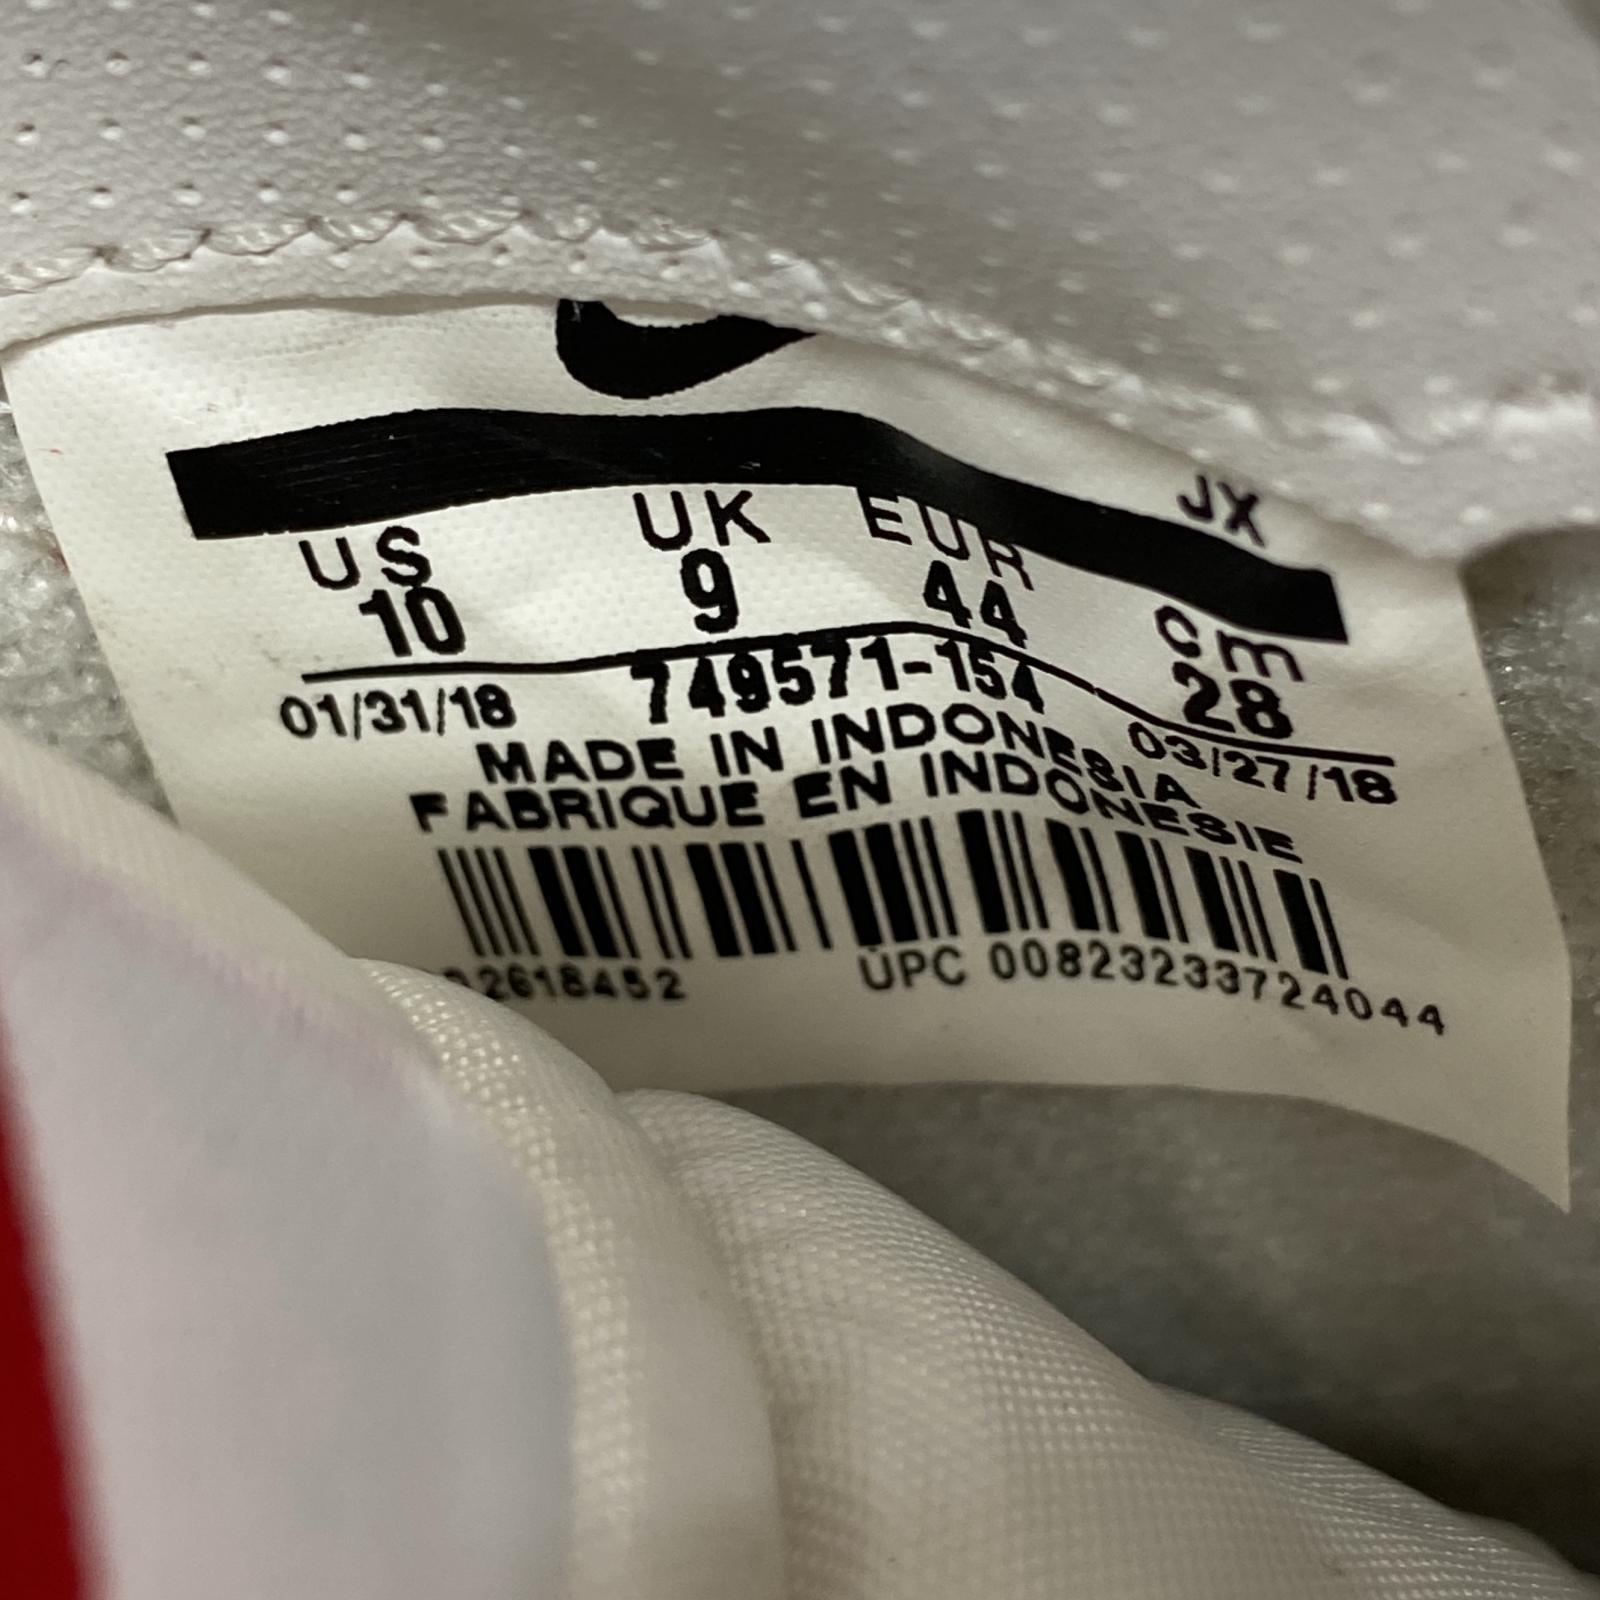 JX
US UK EUR cm
10 9 44 28
01/31/18 749571-154 03/27/18
MADE IN INDONESIA
FABRIQUE EN INDONESIE
2618452 UPC 00823233724044